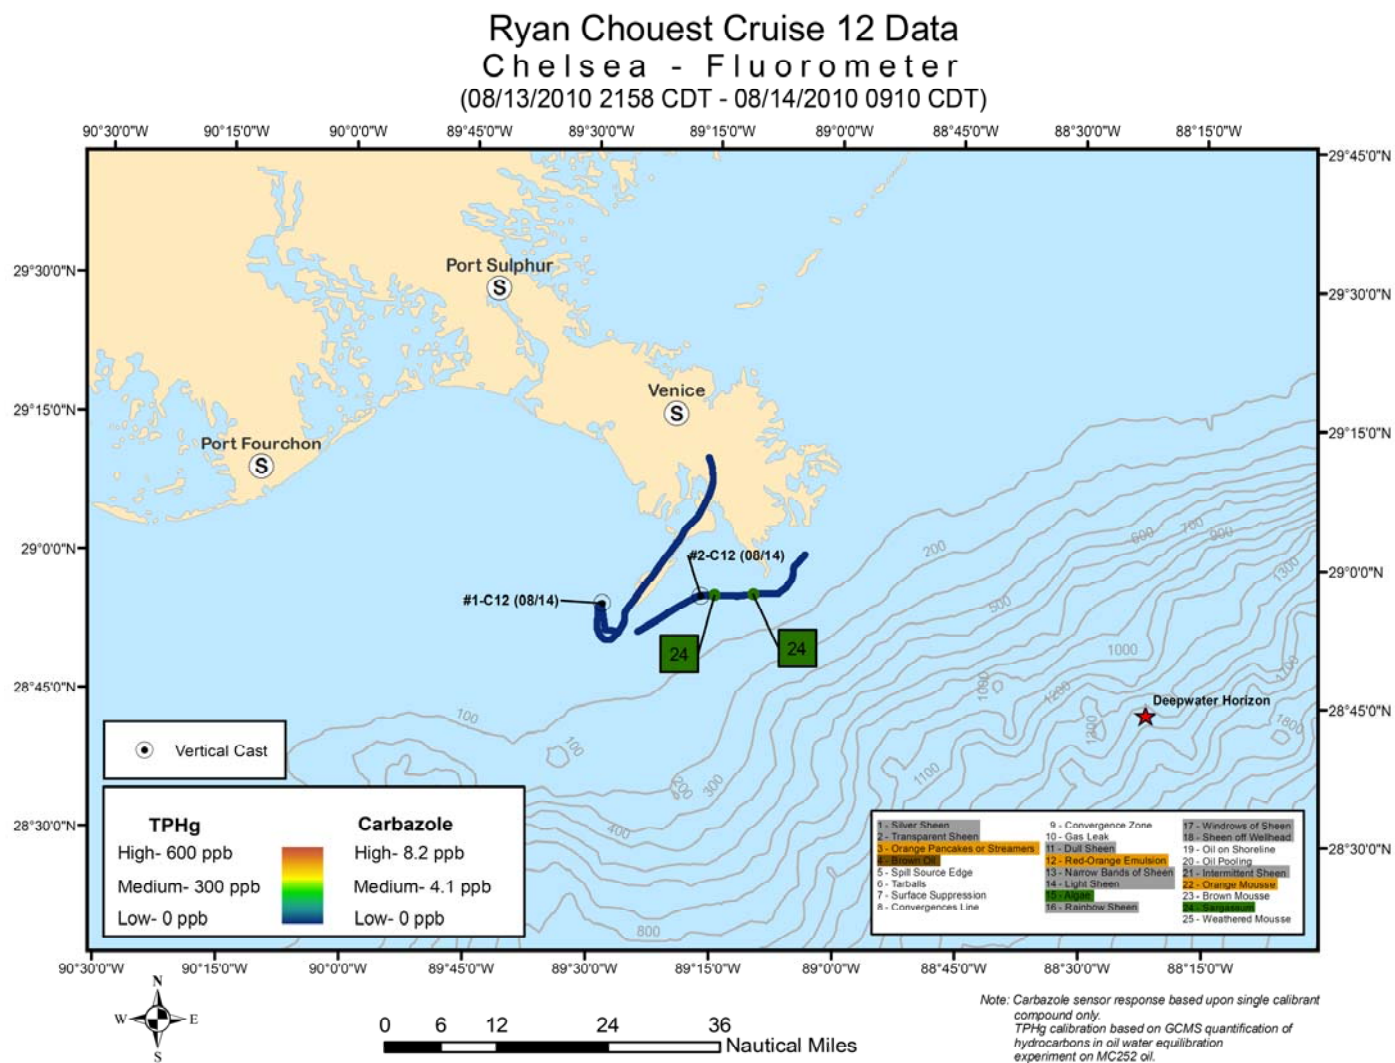 Ryan Chouest Cruise 12 Data
Chelsea - Fluorometer
(08/13/2010 2158 CDT - 08/14/2010 0910 CDT)
90°30'0"W 90°15'0"W 90°0'0"W 89°45'0"W 89°30'0"W 89°15'0"W 89°0'0"W 88°45'0"W 88°30'0"W 88°15'0"W
29°45'0"N
29°30'0"N
29°30'0"N
29°15'0"N
29°15'0"N
29°0'0"N
29°0'0"N
28°45'0"N
28°45'0"N
28°30'0"N
28°30'0"N
Port Sulphur
S
Venice
S
Port Fourchon
S
#2-C12 (08/14)
#1-C12 (08/14)
24
24
200
600
700
900
1300
500
1000
1000
1200
1700
1300
1800
1100
Deepwater Horizon
100
100
200
300
400
800
Vertical Cast
TPHg
High- 600 ppb
Medium- 300 ppb
Low- 0 ppb
Carbazole
High- 8.2 ppb
Medium- 4.1 ppb
Low- 0 ppb
1 - Silver Sheen
2 - Transparent Sheen
3 - Orange Pancakes or Streamers
4 - Brown Oil
5 - Spill Source Edge
6 - Tarballs
7 - Surface Suppression
8 - Convergences Line
9 - Convergence Zone
10 - Gas Leak
11 - Dull Sheen
12 - Red-Orange Emulsion
13 - Narrow Bands of Sheen
14 - Light Sheen
15 - Algae
16 - Rainbow Sheen
17 - Windrows of Sheen
18 - Sheen off Wellhead
19 - Oil on Shoreline
20 - Oil Pooling
21 - Intermittent Sheen
22 - Orange Mousse
23 - Brown Mousse
24 - Sargassum
25 - Weathered Mousse
90°30'0"W 90°15'0"W 90°0'0"W 89°45'0"W 89°30'0"W 89°15'0"W 89°0'0"W 88°45'0"W 88°30'0"W 88°15'0"W
N
W E
S
0 6 12 24 36
Nautical Miles
Note: Carbazole sensor response based upon single calibrant
compound only.
TPHg calibration based on GCMS quantification of
hydrocarbons in oil water equilibration
experiment on MC252 oil.